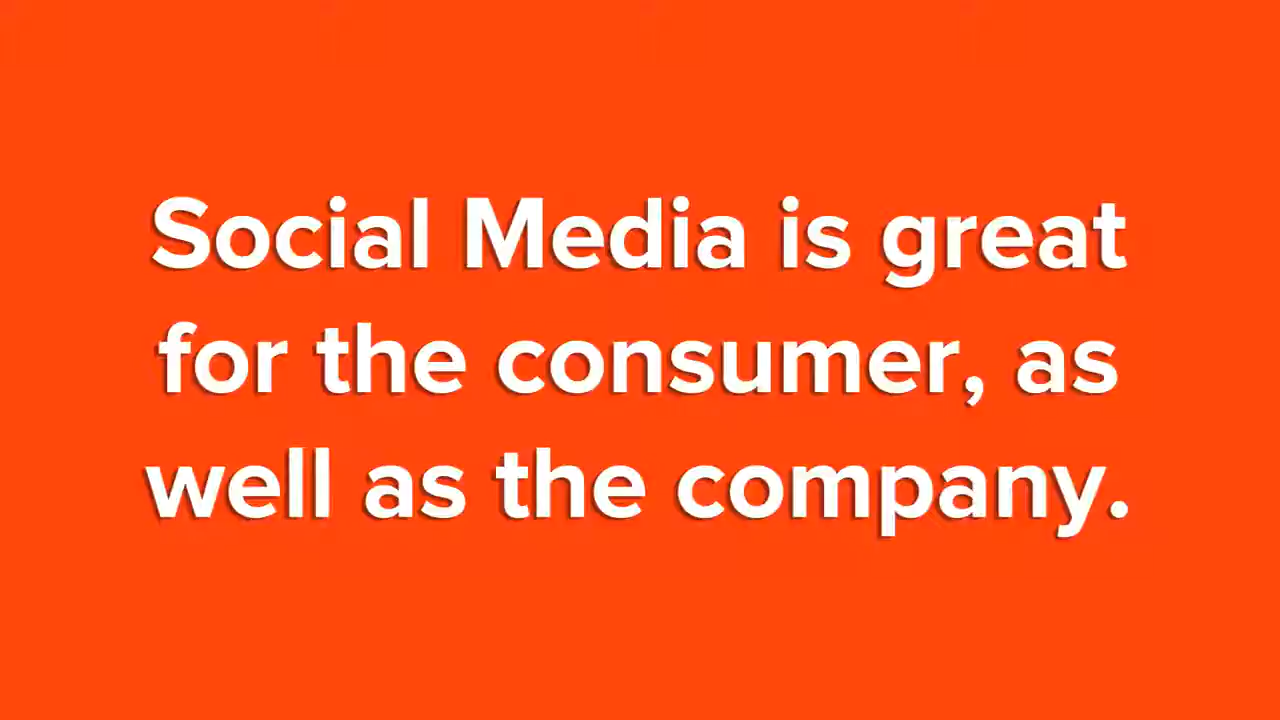 Social Media is great
for the consumer, as
well as the company.